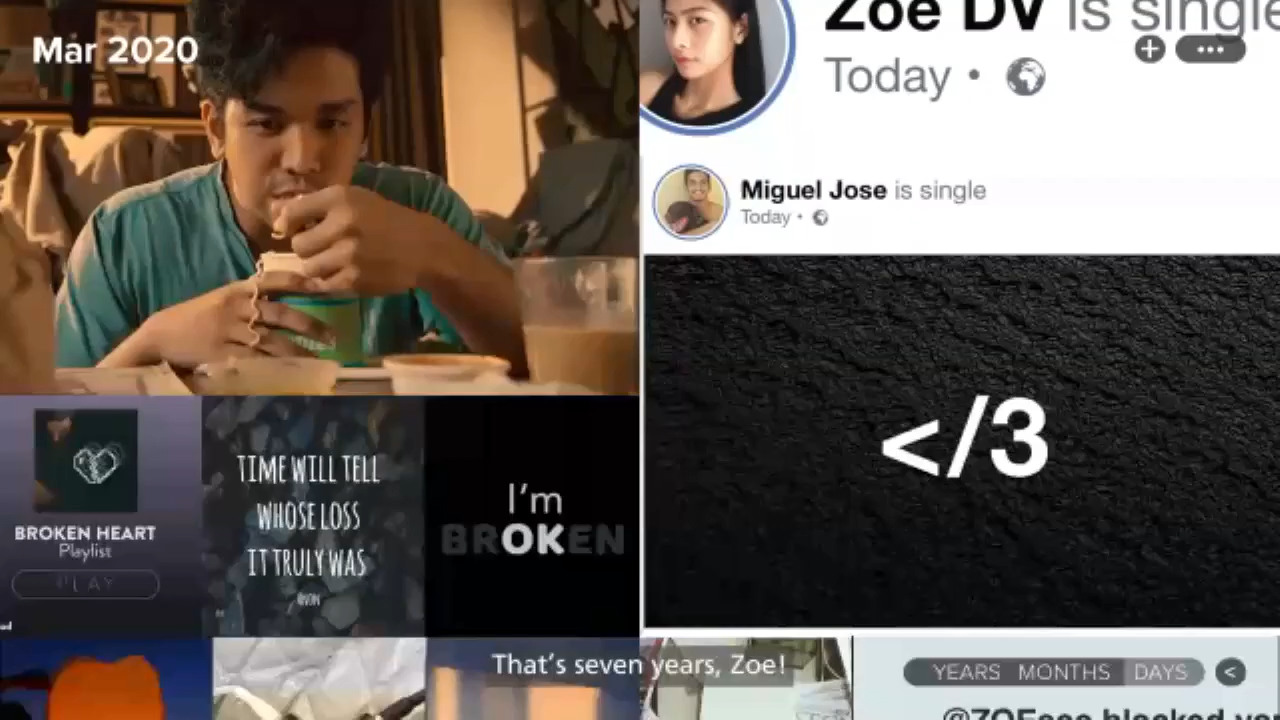 Mar 2020
Zoe DV is single
Today •
Miguel Jose is single
Today •
</3
BROKEN HEART
Playlist
PLAY
TIME WILL TELL
WHOSE LOSS
IT TRULY WAS
I'm
BROKEN
That's seven years, Zoe!
YEARS MONTHS DAYS <